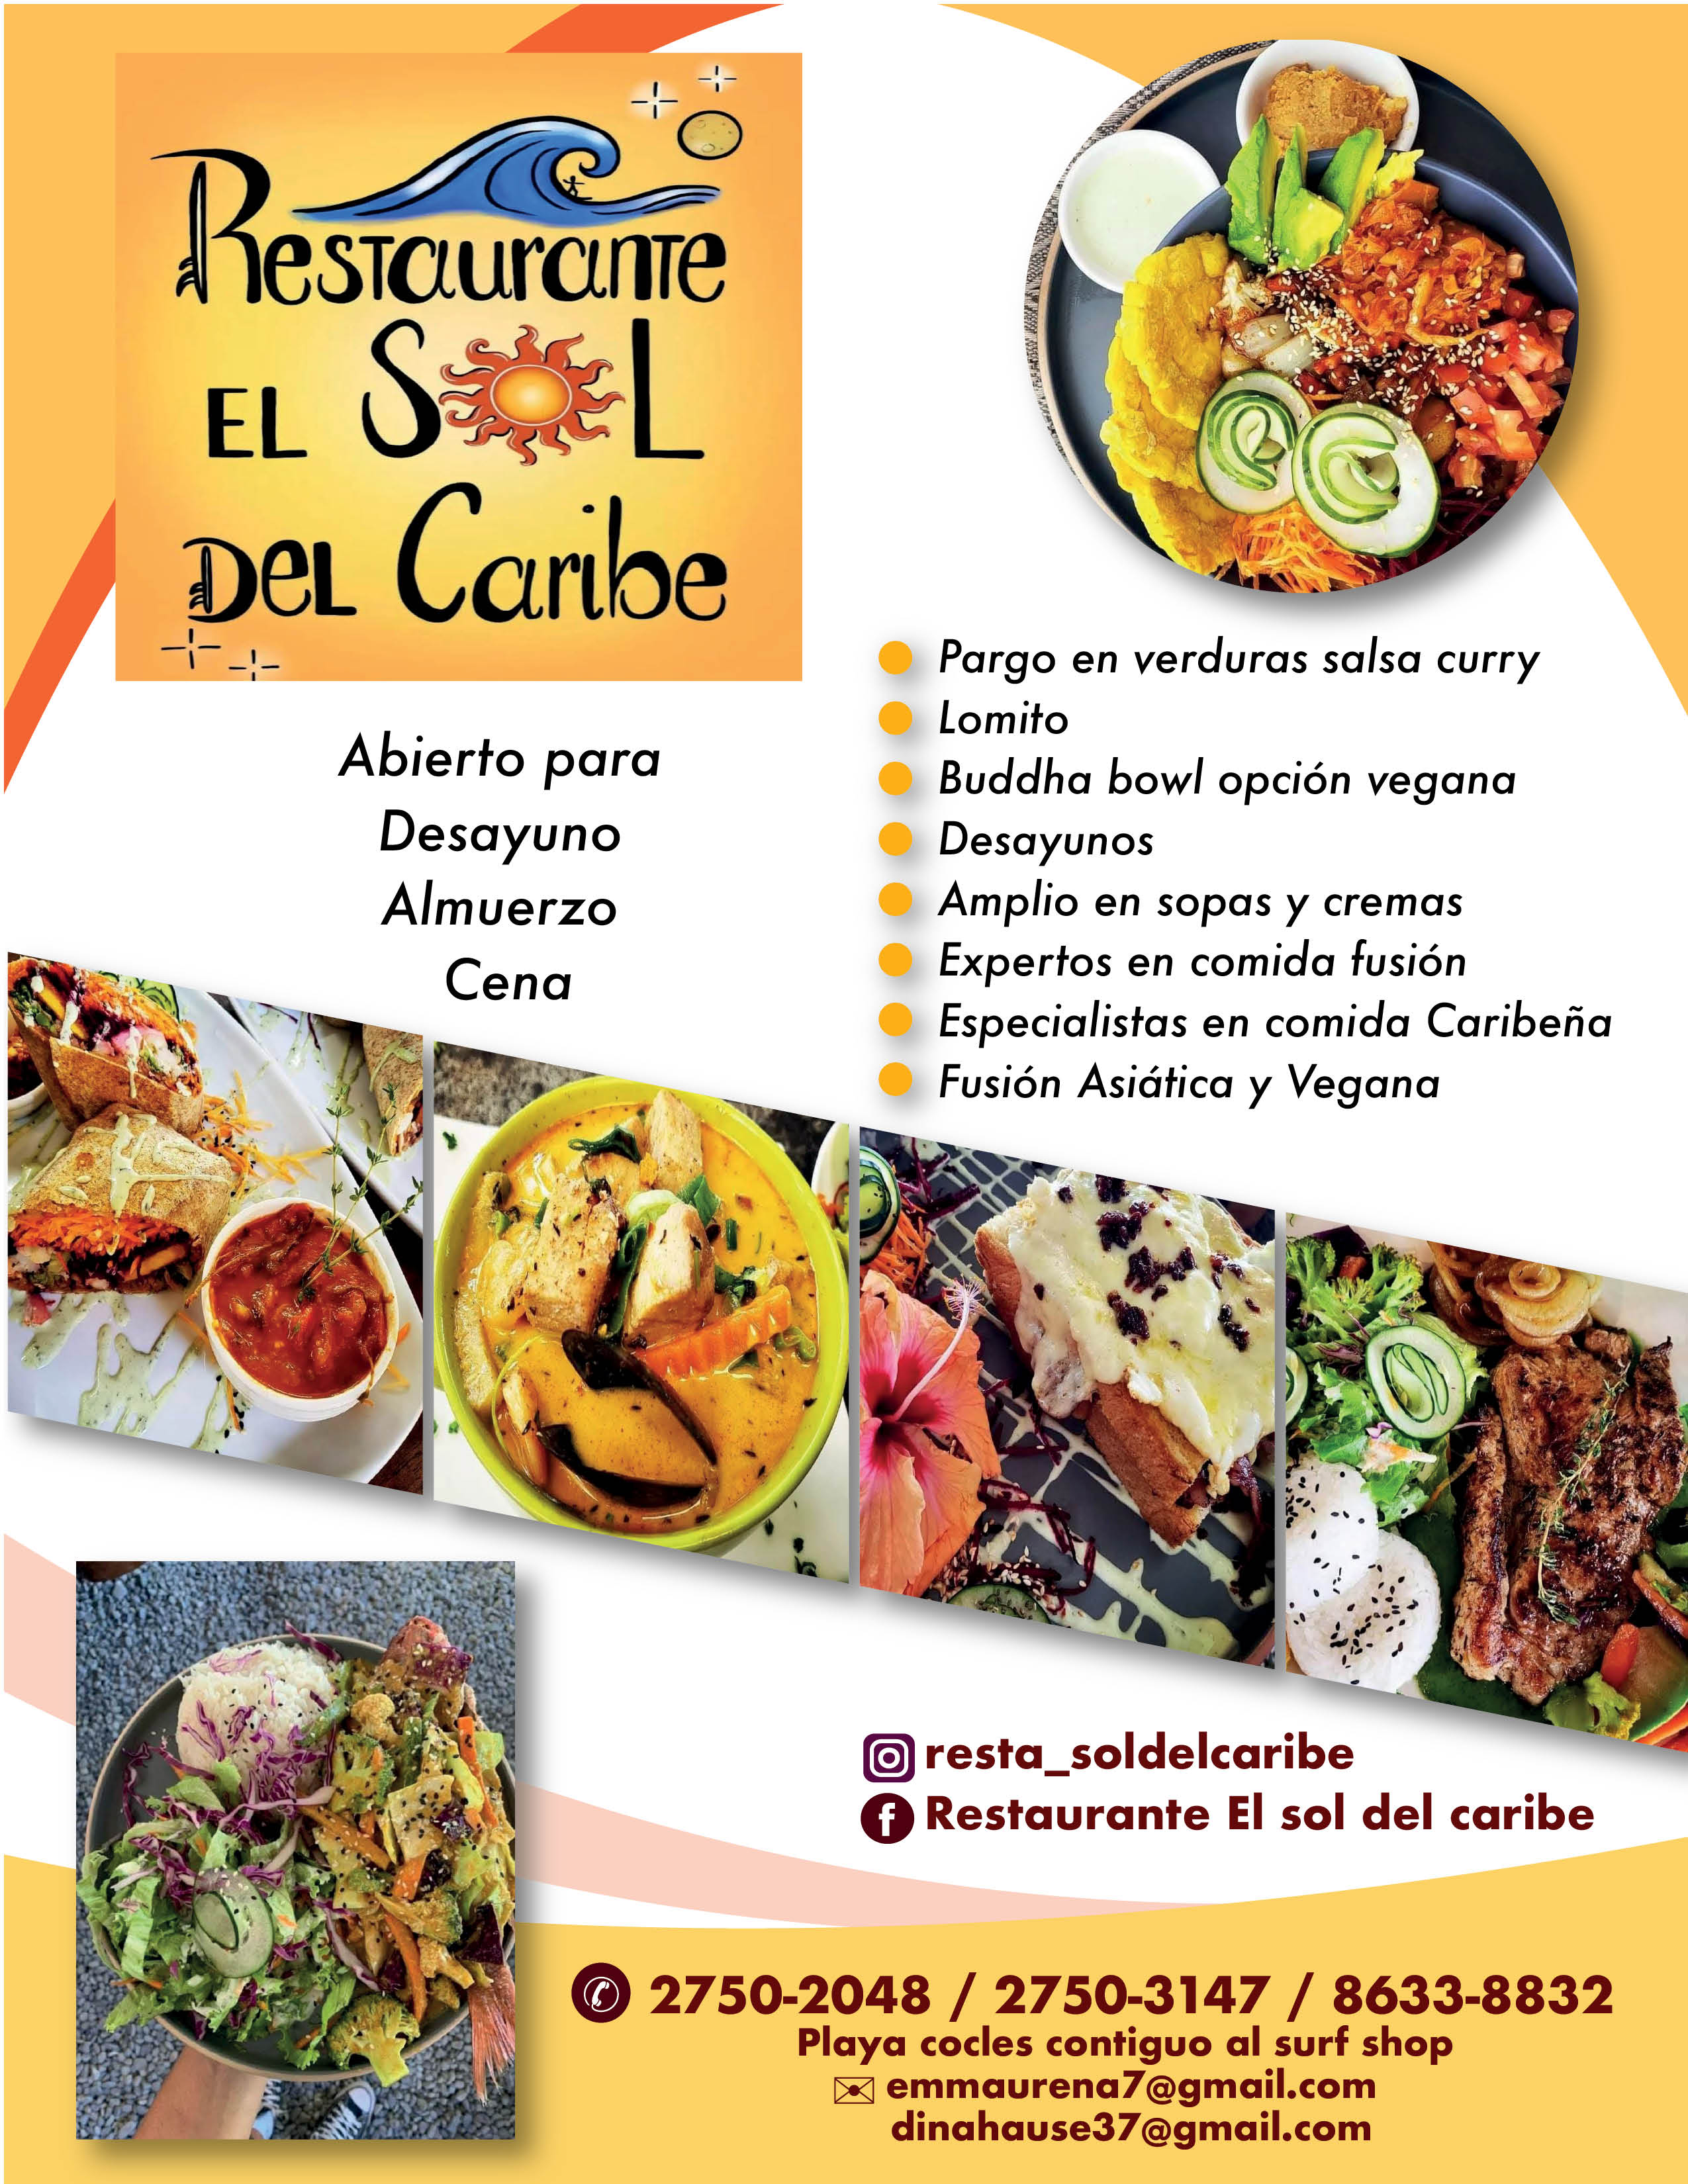 Restaurante
EL SOL
DEL Caribe
Abierto para
Desayuno
Almuerzo
Cena
Pargo en verduras salsa curry
Lomito
Buddha bowl opción vegana
Desayunos
Amplio en sopas y cremas
Expertos en comida fusión
Especialistas en comida Caribeña
Fusión Asiática y Vegana
resta_soldelcaribe
Restaurante El sol del caribe
2750-2048 / 2750-3147 / 8633-8832
Playa cocles contiguo al surf shop
emmaurena7@gmail.com
dinahause37@gmail.com